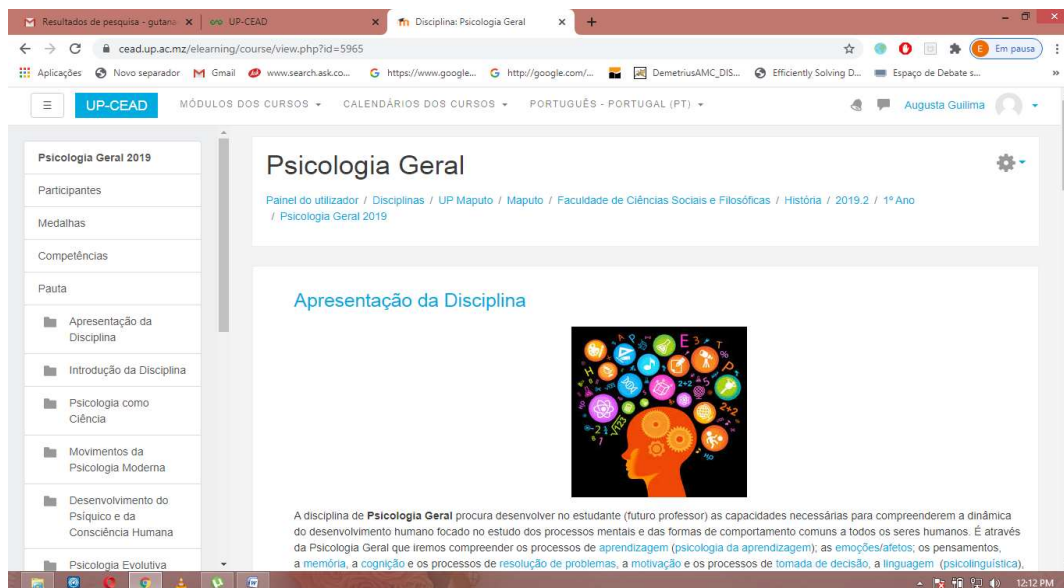 Resultados de pesquisa - gutana
UP-CEAD
Disciplina: Psicologia Geral
cead.up.ac.mz/elearning/course/view.php?id=5965
E Em pausa
Aplicações Novo separador Gmail www.search.ask.co... https://www.google... http://google.com/... DemetriusAMC_DIS... Efficiently Solving D... Espaço de Debate s...
UP-CEAD MÓDULOS DOS CURSOS CALENDÁRIOS DOS CURSOS PORTUGUÊS - PORTUGAL (PT) Augusta Guilima
Psicologia Geral 2019
Participantes
Medalhas
Competências
Pauta
Apresentação da
Disciplina
Introdução da Disciplina
Psicologia como
Ciência
Movimentos da
Psicologia Moderna
Desenvolvimento do
Psíquico e da
Consciência Humana
Psicologia Evolutiva
Psicologia Geral
Painel do utilizador / Disciplinas / UP Maputo / Maputo / Faculdade de Ciências Sociais e Filosóficas / História / 2019.2 / 1º Ano
/ Psicologia Geral 2019
Apresentação da Disciplina
A disciplina de Psicologia Geral procura desenvolver no estudante (futuro professor) as capacidades necessárias para compreenderem a dinâmica
do desenvolvimento humano focado no estudo dos processos mentais e das formas de comportamento comuns a todos os seres humanos. É através
da Psicologia Geral que iremos compreender os processos de aprendizagem (psicologia da aprendizagem); as emoções/afetos; os pensamentos,
a memória, a cognição e os processos de resolução de problemas, a motivação e os processos de tomada de decisão, a linguagem (psicolinguística),
12:12 PM